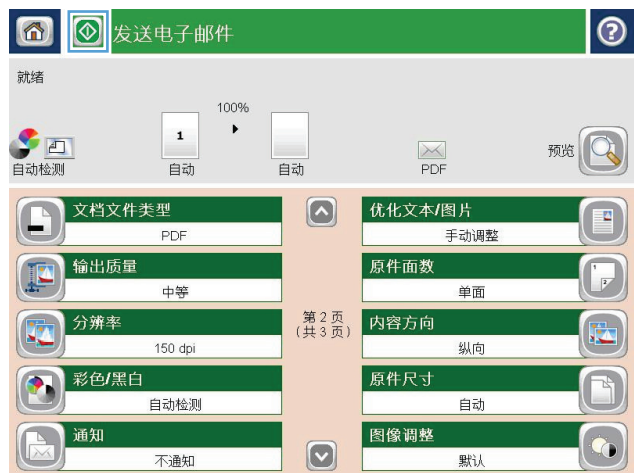 发送电子邮件
就绪
100%
1
自动检测
自动
自动
PDF
预览
文档文件类型
PDF
优化文本/图片
手动调整
输出质量
中等
原件面数
单面
1
2
分辨率
150 dpi
第 2 页
(共 3 页)
内容方向
纵向
彩色/黑白
自动检测
原件尺寸
自动
通知
不通知
图像调整
默认